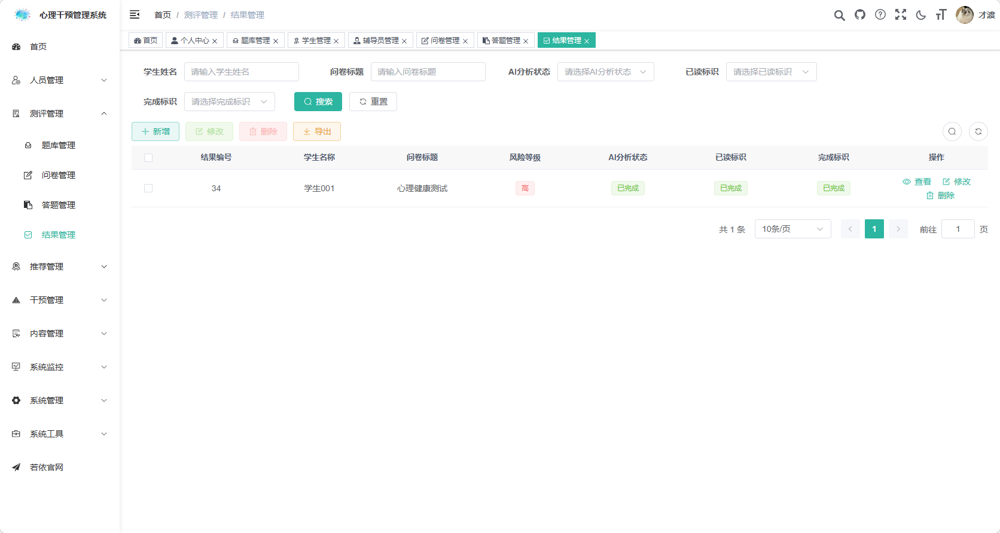 心理干预管理系统
首页
人员管理
测评管理
题库管理
问卷管理
答题管理
结果管理
推荐管理
干预管理
内容管理
系统监控
系统管理
系统工具
若依官网
首页 / 测评管理 / 结果管理
才渡
首页 个人中心 题库管理 学生管理 辅导员管理 问卷管理 答题管理 结果管理
学生姓名 请输入学生姓名 问卷标题 请输入问卷标题 AI分析状态 请选择AI分析状态 已读标识 请选择已读标识
完成标识 请选择完成标识 搜索 重置
新增 修改 删除 导出
结果编号 学生名称 问卷标题 风险等级 AI分析状态 已读标识 完成标识 操作
34 学生001 心理健康测试 高 已完成 已完成 已完成 查看 修改
删除
共 1 条 10条/页 1 前往 1 页